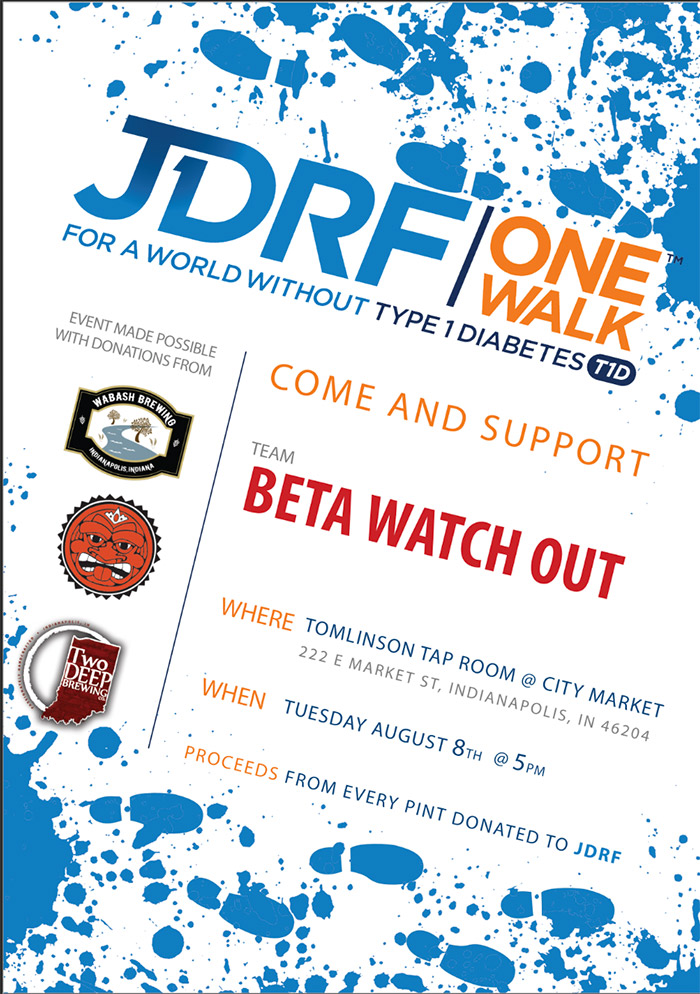 JDRF
FOR A WORLD WITHOUT TYPE 1 DIABETES T1D
ONE™
WALK
EVENT MADE POSSIBLE
WITH DONATIONS FROM
WABASH BREWING
INDIANAPOLIS, INDIANA
TWO
DEEP
BREWING
COME AND SUPPORT
TEAM
BETA WATCH OUT
WHERE TOMLINSON TAP ROOM @ CITY MARKET
222 E MARKET ST, INDIANAPOLIS, IN 46204
WHEN TUESDAY AUGUST 8TH @ 5PM
PROCEEDS FROM EVERY PINT DONATED TO JDRF